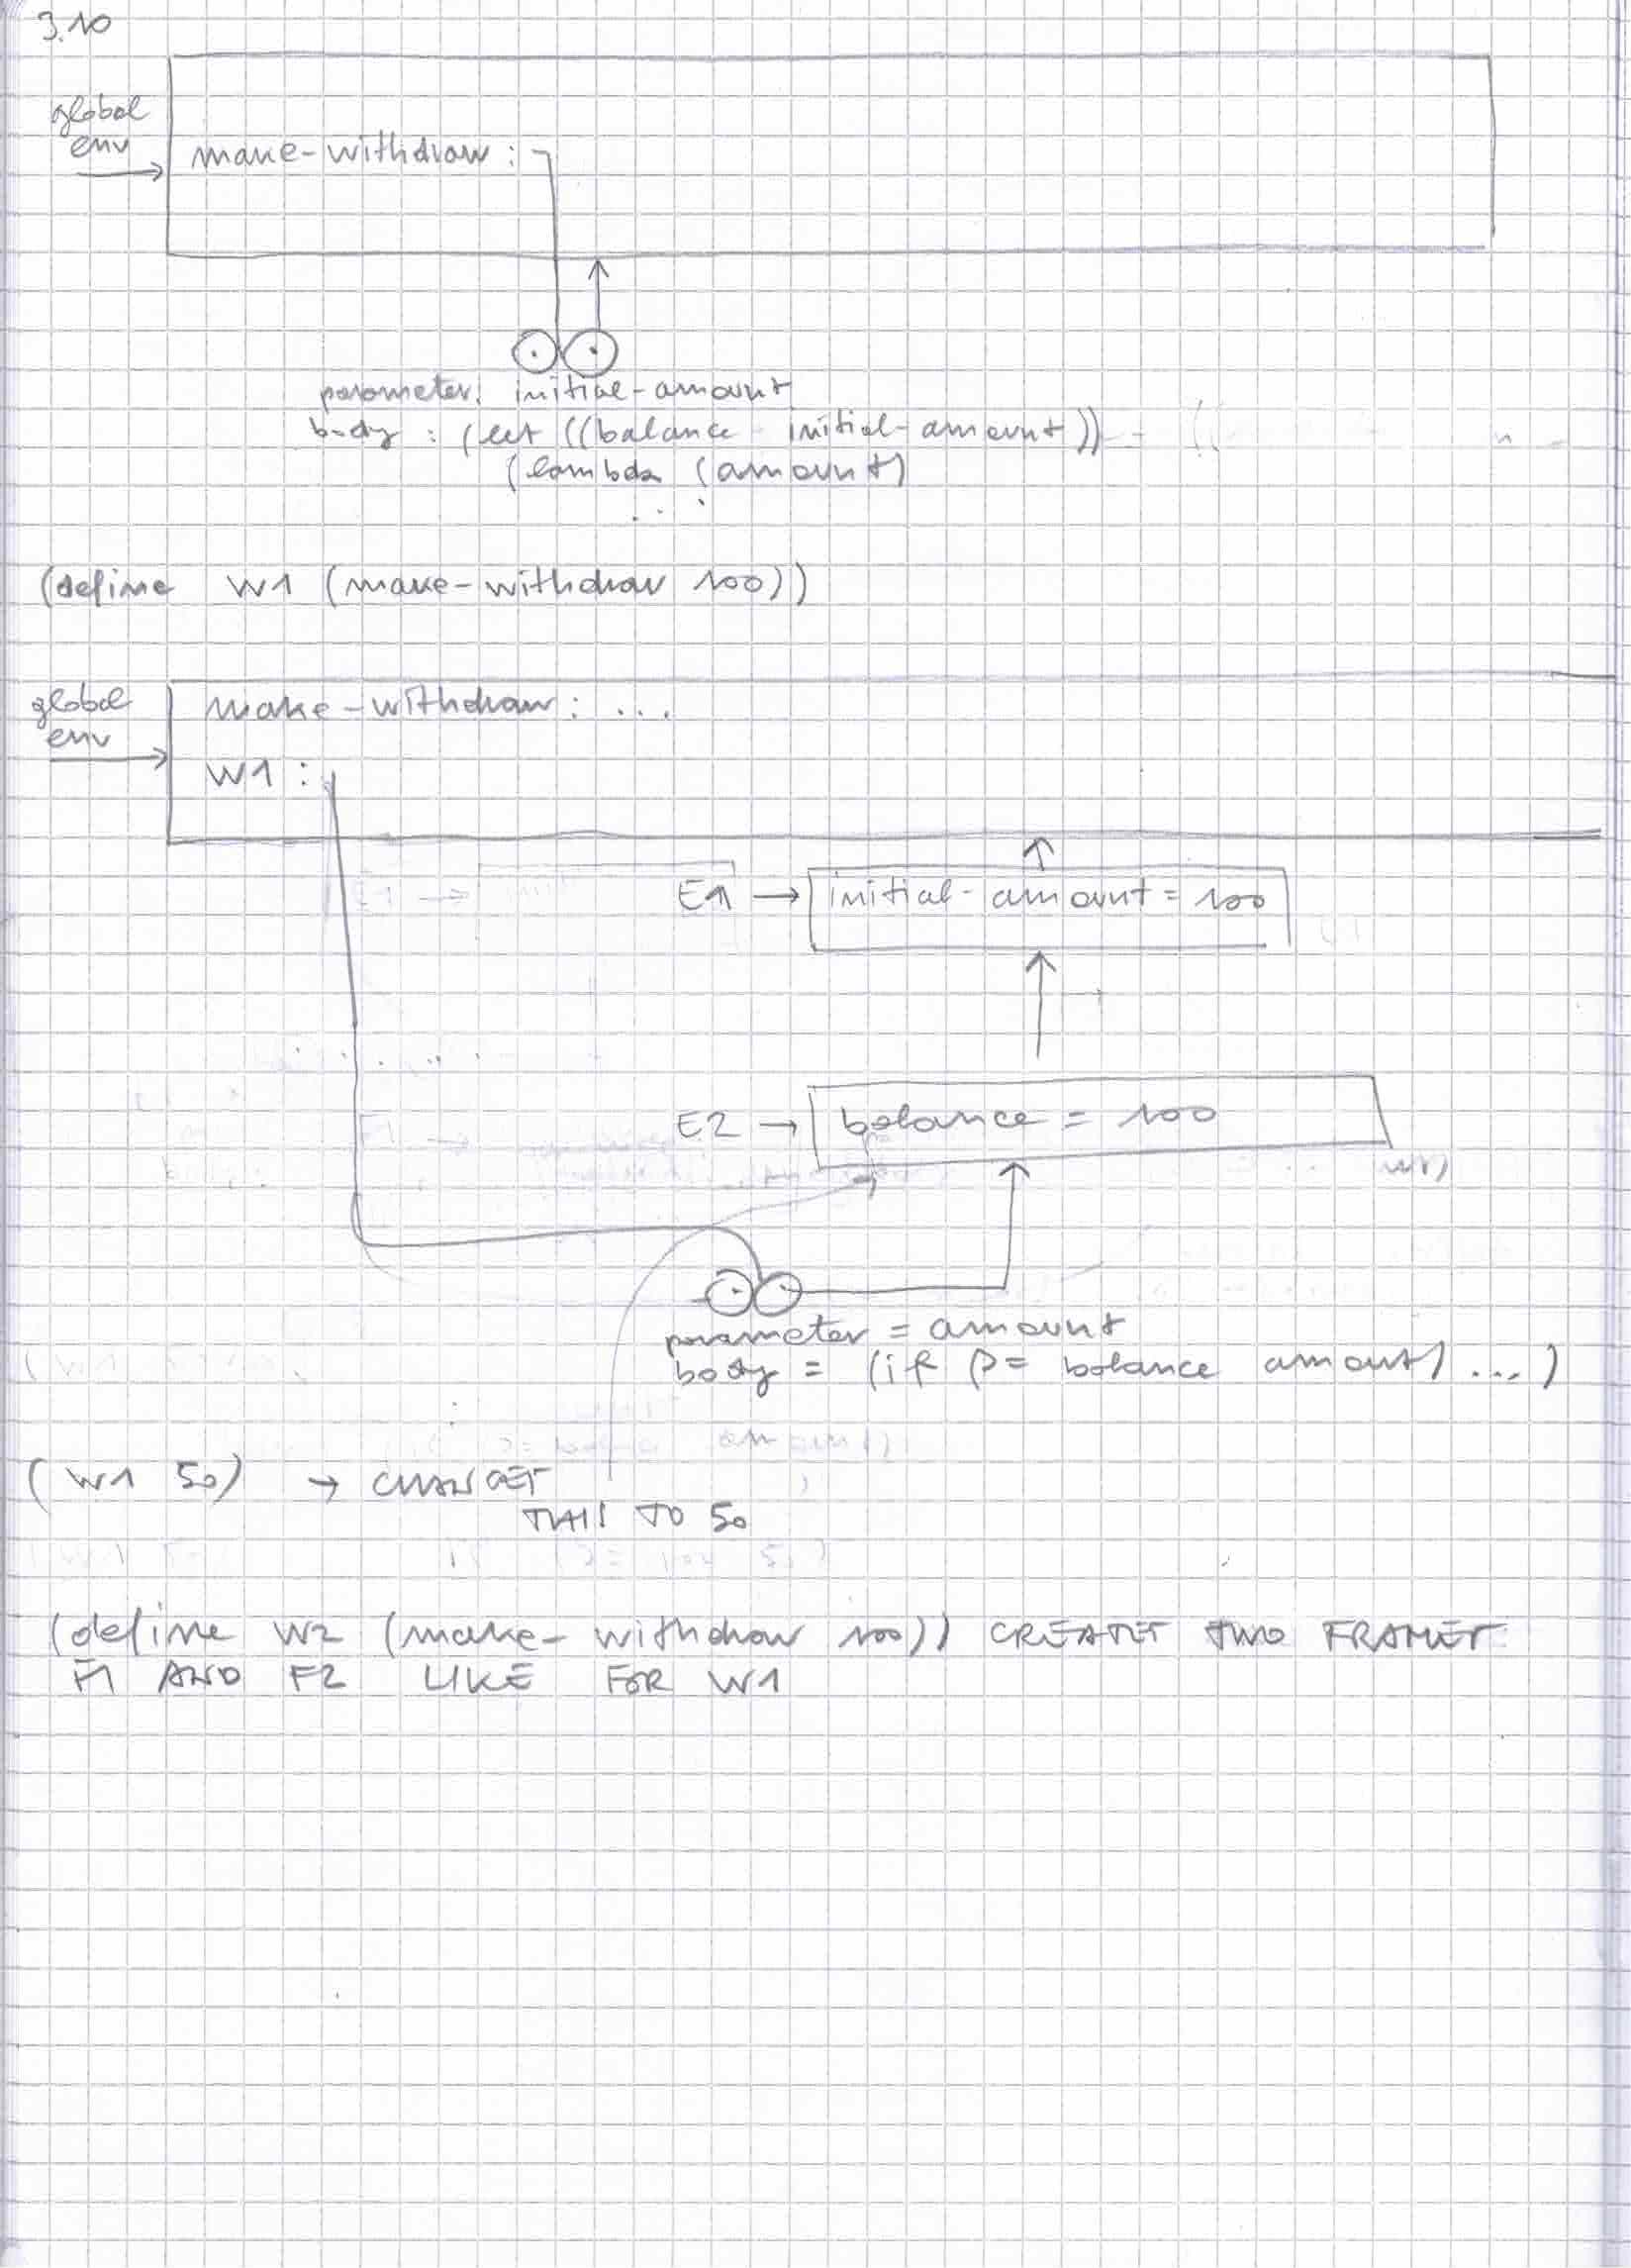 3.10
global
env
make-withdraw :
parameter: initial-amount
body : (let ((balance initial-amount))
(lambda (amount)
. . .
(define W1 (make-withdraw 100))
global
env
make-withdraw : ...
W1 :
E1 → initial-amount = 100
E2 → balance = 100
parameter = amount
body = (if (>= balance amount) ...)
(W1 50) → CHANGES
THIS TO 50
(define W2 (make-withdraw 100)) CREATES TWO FRAMES
F1 AND F2 LIKE FOR W1